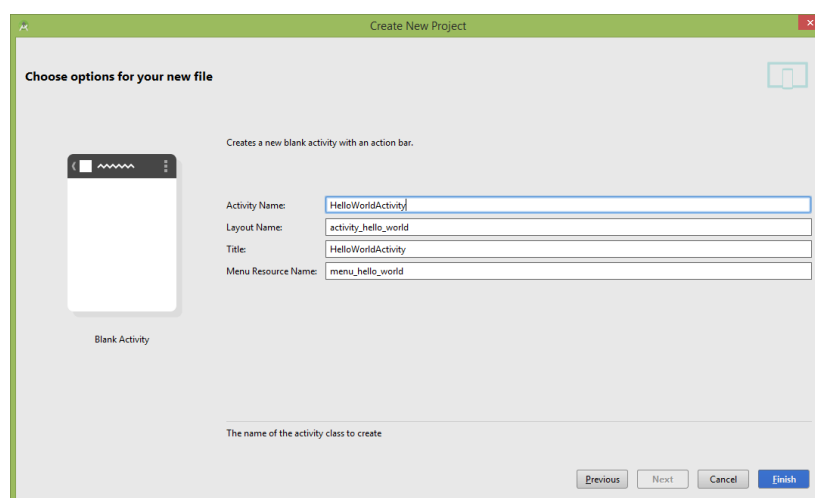 Create New Project
Choose options for your new file
Creates a new blank activity with an action bar.
Activity Name: HelloWorldActivity
Layout Name: activity_hello_world
Title: HelloWorldActivity
Menu Resource Name: menu_hello_world
Blank Activity
The name of the activity class to create
Previous Next Cancel Finish